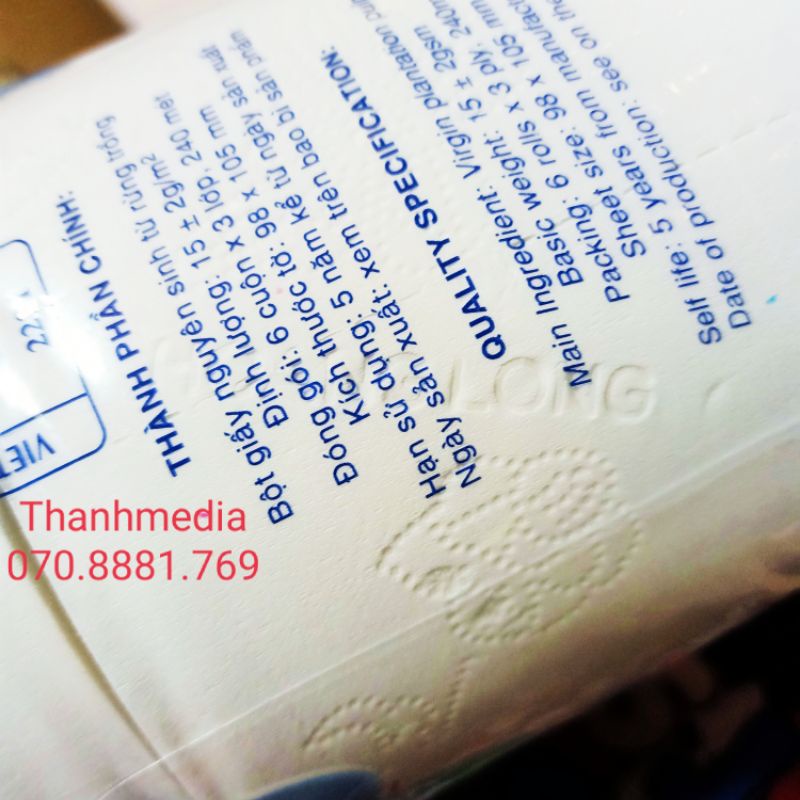 THÀNH PHẦN CHÍNH:
Bột giấy nguyên sinh từ rừng trồng
Định lượng: 15 ± 2g/m2
Đóng gói: 6 cuộn x 3 lớp, 240 mét
Kích thước tờ: 98 x 105 mm
Hạn sử dụng: 5 năm kể từ ngày sản xuất
Ngày sản xuất: xem trên bao bì sản phẩm
QUALITY SPECIFICATION:
Main Ingredient: Virgin plantation pulp
Basic weight: 15 ± 2gsm
Packing: 6 rolls x 3 ply, 240m
Sheet size: 98 x 105 mm
Self life: 5 years from manufact
Date of production: see on the
VIET
LONG
Thanhmedia
070.8881.769